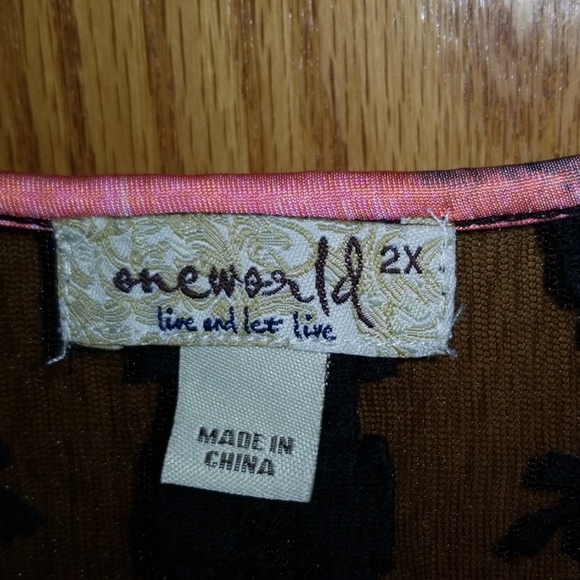 oneworld 2X
live and let live
MADE IN
CHINA